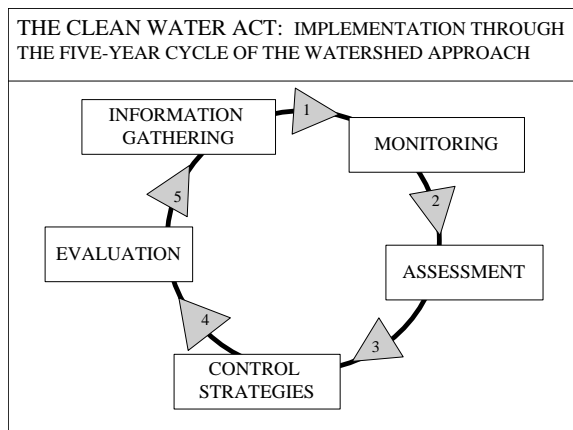 THE CLEAN WATER ACT: IMPLEMENTATION THROUGH
THE FIVE-YEAR CYCLE OF THE WATERSHED APPROACH
INFORMATION
GATHERING
1
MONITORING
2
ASSESSMENT
3
CONTROL
STRATEGIES
4
EVALUATION
5